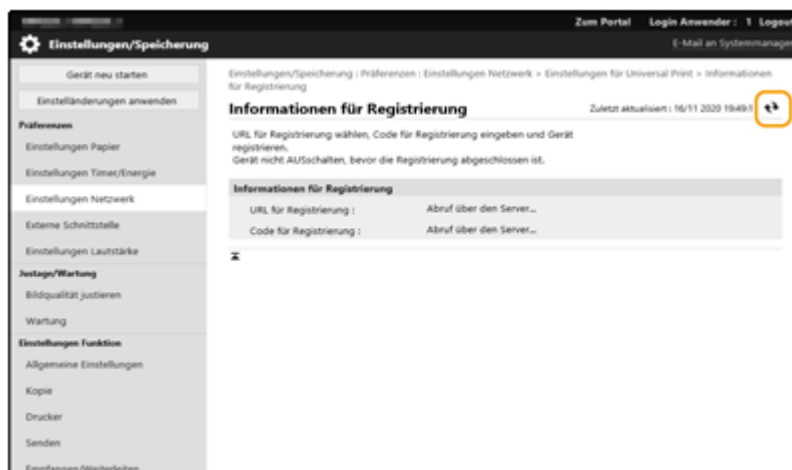 Zum Portal Login Anwender : 1 Logout
Einstellungen/Speicherung
E-Mail an Systemmanager
Gerät neu starten
Einstelländerungen anwenden
Präferenzen
Einstellungen Papier
Einstellungen Timer/Energie
Einstellungen Netzwerk
Externe Schnittstelle
Einstellungen Lautstärke
Justage/Wartung
Bildqualität justieren
Wartung
Einstellungen Funktion
Allgemeine Einstellungen
Kopie
Drucker
Senden
Empfangen/Weiterleiten
Einstellungen/Speicherung : Präferenzen : Einstellungen Netzwerk > Einstellungen für Universal Print > Informationen
für Registrierung
Informationen für Registrierung
Zuletzt aktualisiert : 16/11 2020 19:49:1
URL für Registrierung wählen, Code für Registrierung eingeben und Gerät
registrieren.
Gerät nicht AUSschalten, bevor die Registrierung abgeschlossen ist.
Informationen für Registrierung
URL für Registrierung : Abruf über den Server...
Code für Registrierung : Abruf über den Server...